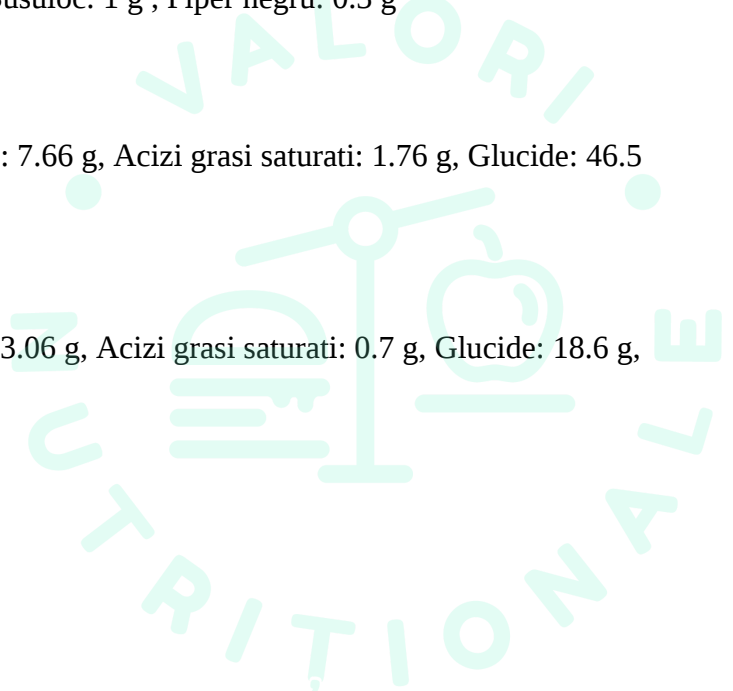 VALORI
Busuioc: 1 g , Piper negru: 0.5 g
: 7.66 g, Acizi grasi saturati: 1.76 g, Glucide: 46.5
3.06 g, Acizi grasi saturati: 0.7 g, Glucide: 18.6 g,
NUTRITIONALE